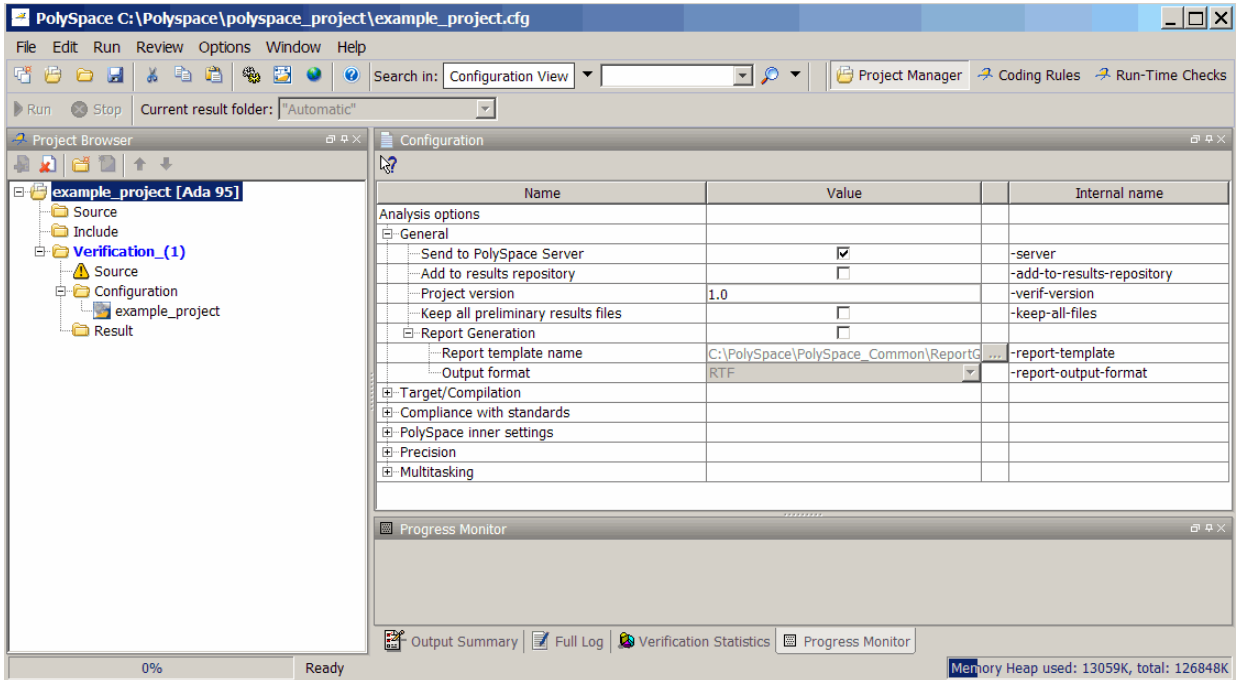 PolySpace C:\Polyspace\polyspace_project\example_project.cfg
File Edit Run Review Options Window Help
Search in: Configuration View Project Manager Coding Rules Run-Time Checks
Run Stop Current result folder: "Automatic"
Project Browser
example_project [Ada 95]
Source
Include
Verification_(1)
Source
Configuration
example_project
Result
Configuration
Name Value Internal name
Analysis options
General
Send to PolySpace Server -server
Add to results repository -add-to-results-repository
Project version 1.0 -verif-version
Keep all preliminary results files -keep-all-files
Report Generation
Report template name C:\PolySpace\PolySpace_Common\ReportG ... -report-template
Output format RTF -report-output-format
Target/Compilation
Compliance with standards
PolySpace inner settings
Precision
Multitasking
Progress Monitor
Output Summary Full Log Verification Statistics Progress Monitor
0% Ready Memory Heap used: 13059K, total: 126848K